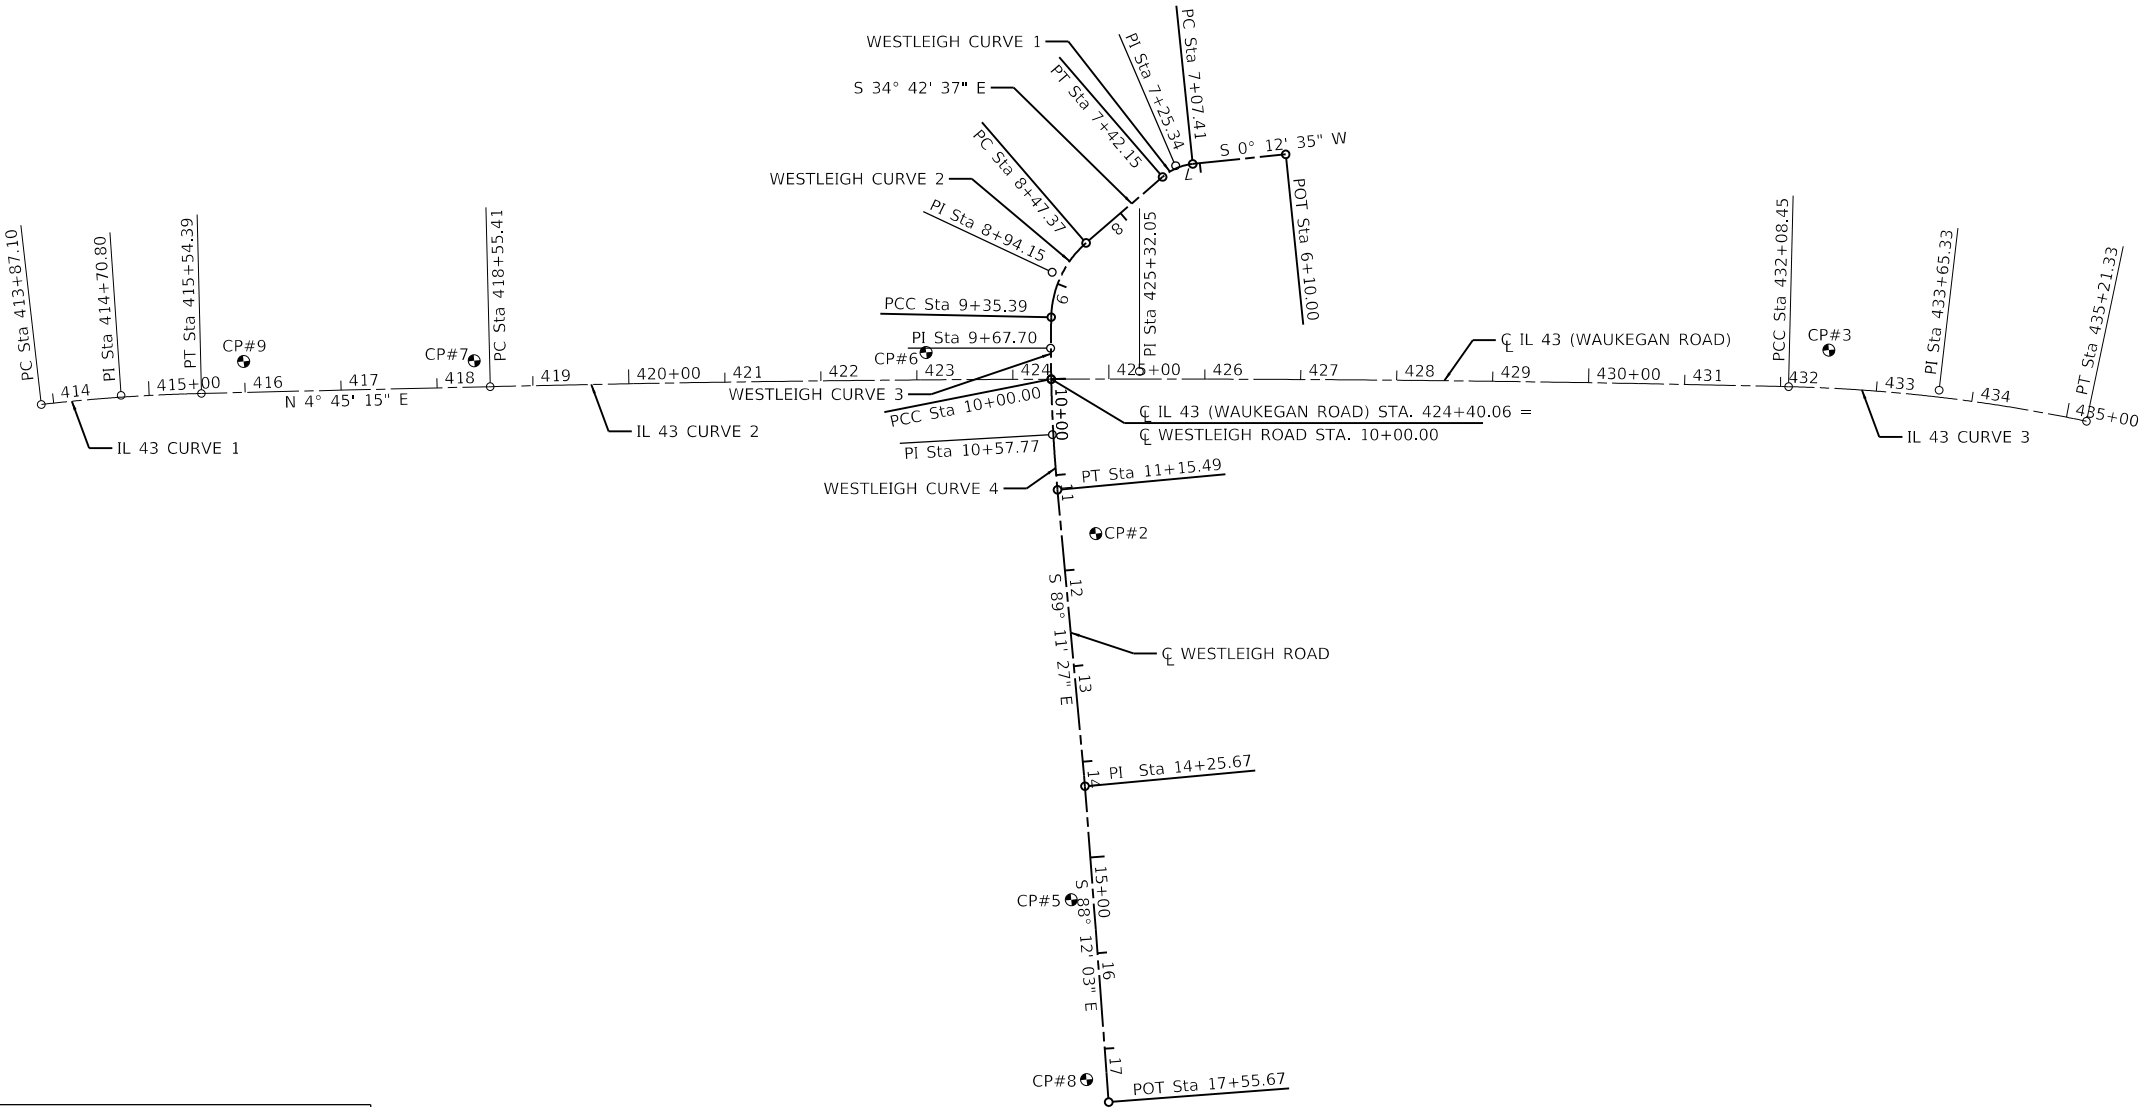 WESTLEIGH CURVE 1
S 34° 42' 37" E
PT Sta 7+42.15
PI Sta 7+25.34
PC Sta 7+07.41
S 0° 12' 35" W
POT Sta 6+10.00
7
8
9
WESTLEIGH CURVE 2
PC Sta 8+47.37
PI Sta 8+94.15
PCC Sta 9+35.39
PI Sta 9+67.70
CP#6
WESTLEIGH CURVE 3
PCC Sta 10+00.00
10+00
PI Sta 10+57.77
WESTLEIGH CURVE 4
PI Sta 425+32.05
PC Sta 413+87.10
PI Sta 414+70.80
PT Sta 415+54.39
CP#9
CP#7
PC Sta 418+55.41
414
415+00
416
417
418
419
420+00
421
422
423
424
425+00
426
427
428
429
430+00
431
432
433
434
435+00
N 4° 45' 15" E
IL 43 CURVE 1
IL 43 CURVE 2
℄ IL 43 (WAUKEGAN ROAD)
PCC Sta 432+08.45
CP#3
PI Sta 433+65.33
PT Sta 435+21.33
IL 43 CURVE 3
℄ IL 43 (WAUKEGAN ROAD) STA. 424+40.06 =
℄ WESTLEIGH ROAD STA. 10+00.00
PT Sta 11+15.49
11
CP#2
12
S 89° 11' 27" E
℄ WESTLEIGH ROAD
13
14
PI Sta 14+25.67
15+00
CP#5
S 88° 12' 03" E
16
17
CP#8
POT Sta 17+55.67